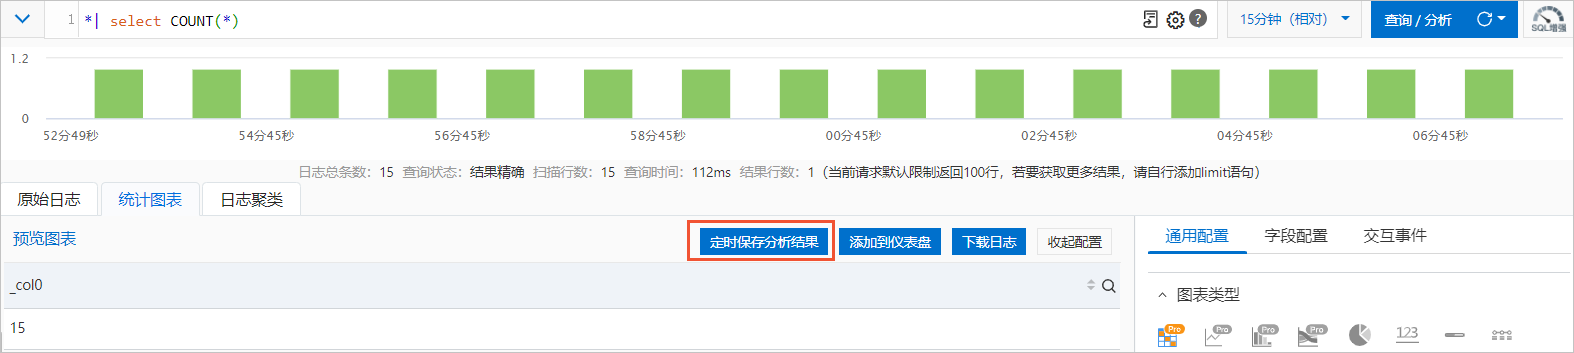 1 *| select COUNT(*)
15分钟（相对）
查询 / 分析
SQL增强
1.2
0
52分49秒 54分45秒 56分45秒 58分45秒 00分45秒 02分45秒 04分45秒 06分45秒
日志总条数：15 查询状态：结果精确 扫描行数：15 查询时间：112ms 结果行数：1（当前请求默认限制返回100行，若要获取更多结果，请自行添加limit语句）
原始日志 统计图表 日志聚类
预览图表
定时保存分析结果 添加到仪表盘 下载日志 收起配置
通用配置 字段配置 交互事件
_col0
15
图表类型
Pro Pro Pro Pro
123